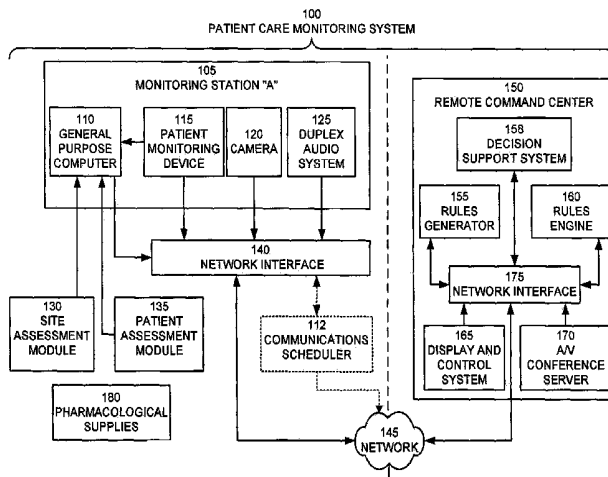 100
PATIENT CARE MONITORING SYSTEM
105
MONITORING STATION "A"
110
GENERAL
PURPOSE
COMPUTER
115
PATIENT
MONITORING
DEVICE
120
CAMERA
125
DUPLEX
AUDIO
SYSTEM
140
NETWORK INTERFACE
130
SITE
ASSESSMENT
MODULE
135
PATIENT
ASSESSMENT
MODULE
112
COMMUNICATIONS
SCHEDULER
180
PHARMACOLOGICAL
SUPPLIES
145
NETWORK
150
REMOTE COMMAND
CENTER
158
DECISION
SUPPORT
SYSTEM
155
RULES
GENERATOR
160
RULES
ENGINE
175
NETWORK INTERFACE
165
DISPLAY AND
CONTROL
SYSTEM
170
A/V
CONFERENCE
SERVER